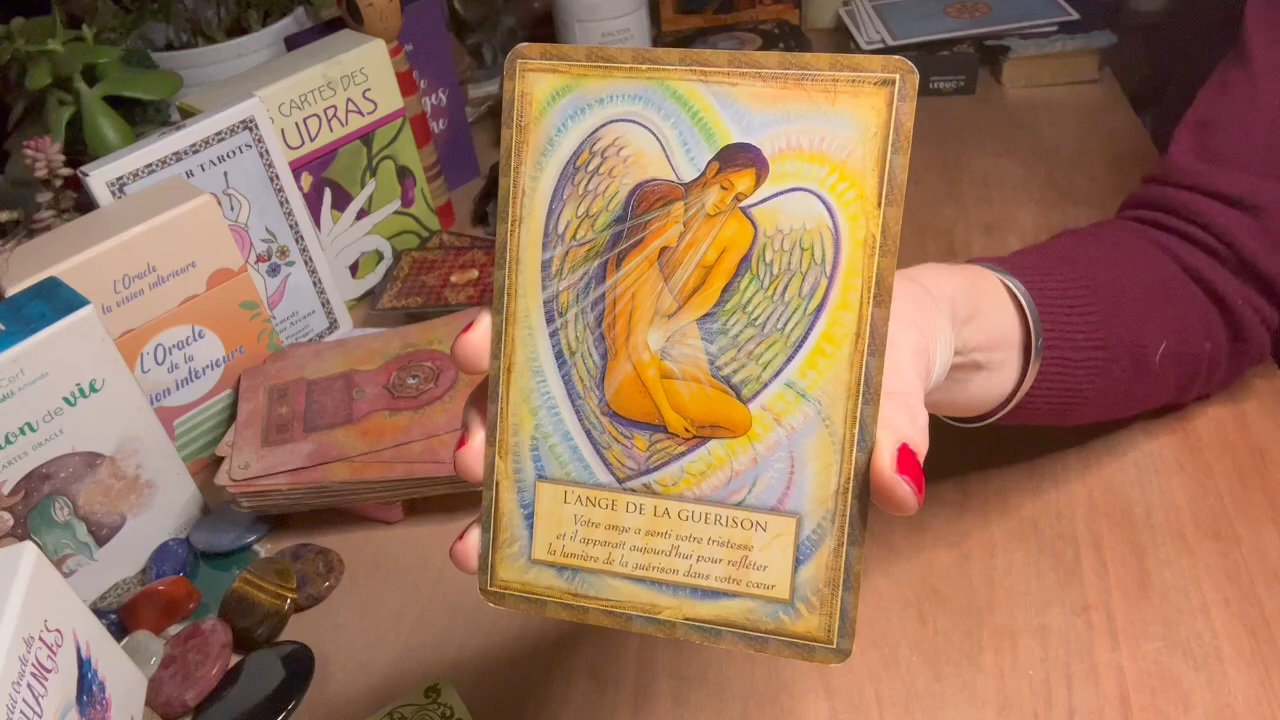 CARTES DES
UDRAS
R TAROTS
L'Oracle
la vision intérieure
L'Oracle
de la
ion intérieure
on de vie
CARTES ORACLE
L'ANGE DE LA GUERISON
Votre ange a senti votre tristesse
et il apparaît aujourd'hui pour refléter
la lumière de la guérison dans votre cœur
Oracle des